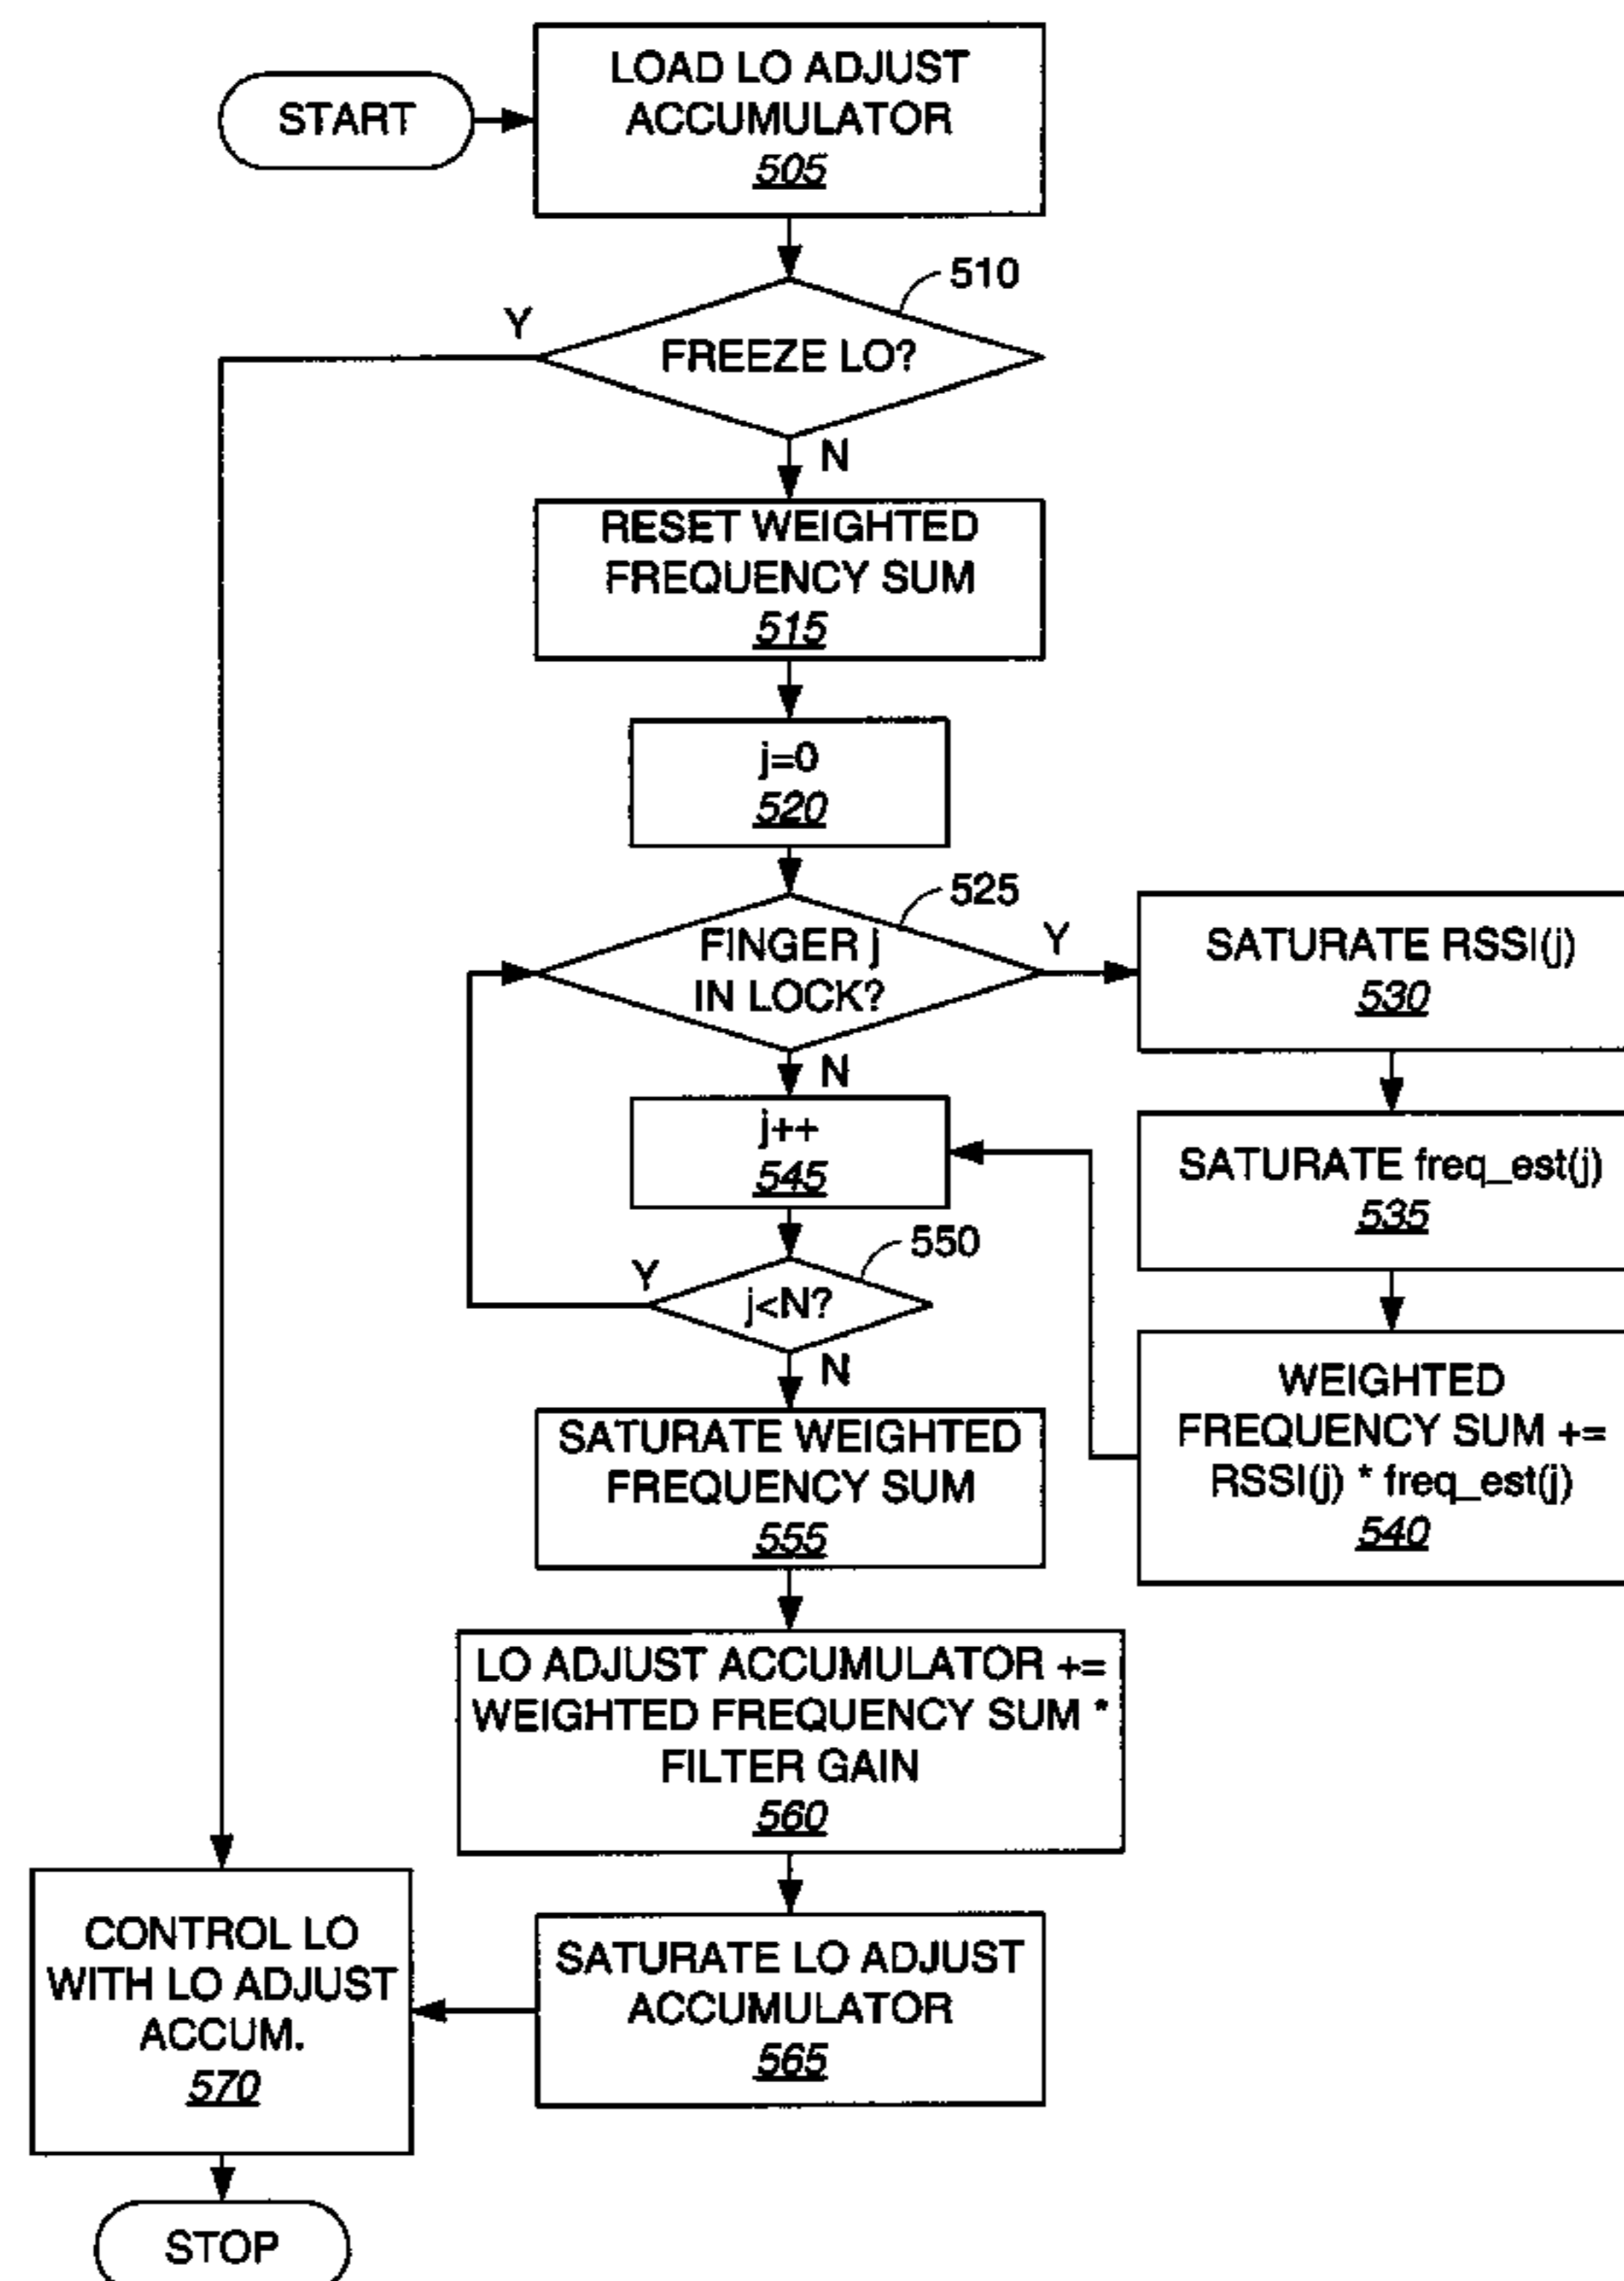 START
LOAD LO ADJUST
ACCUMULATOR
505
510
Y
FREEZE LO?
N
RESET WEIGHTED
FREQUENCY SUM
515
j=0
520
525
FINGER j
IN LOCK?
Y
SATURATE RSSI(j)
530
N
j++
545
SATURATE freq_est(j)
535
550
Y
j<N?
N
WEIGHTED
FREQUENCY SUM +=
RSSI(j) * freq_est(j)
540
SATURATE WEIGHTED
FREQUENCY SUM
555
LO ADJUST ACCUMULATOR +=
WEIGHTED FREQUENCY SUM *
FILTER GAIN
560
SATURATE LO ADJUST
ACCUMULATOR
565
CONTROL LO
WITH LO ADJUST
ACCUM.
570
STOP